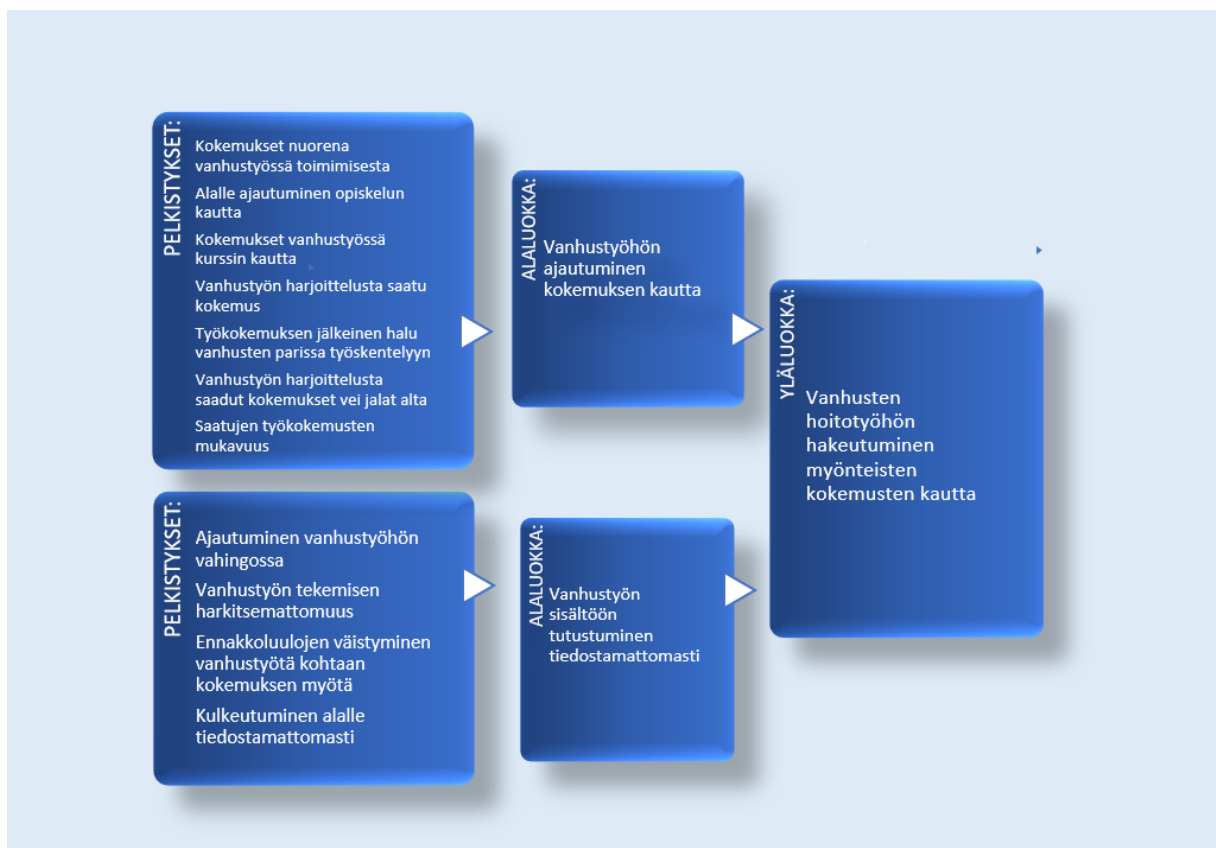 PELKISTYKSET:
Kokemukset nuorena
vanhustyössä toimimisesta
Alalle ajautuminen opiskelun
kautta
Kokemukset vanhustyössä
kurssin kautta
Vanhustyön harjoittelusta saatu
kokemus
Työkokemuksen jälkeinen halu
vanhusten parissa työskentelyyn
Vanhustyön harjoittelusta
saadut kokemukset vei jalat alta
Saatujen työkokemusten
mukavuus
ALALUOKKA:
Vanhustyöhön
ajautuminen
kokemuksen kautta
PELKISTYKSET:
Ajautuminen vanhustyöhön
vahingossa
Vanhustyön tekemisen
harkitsemattomuus
Ennakkoluulojen väistyminen
vanhustyötä kohtaan
kokemuksen myötä
Kulkeutuminen alalle
tiedostamattomasti
ALALUOKKA:
Vanhustyön
sisältöön
tutustuminen
tiedostamattomasti
YLÄLUOKKA:
Vanhusten
hoitotyöhön
hakeutuminen
myönteisten
kokemusten kautta